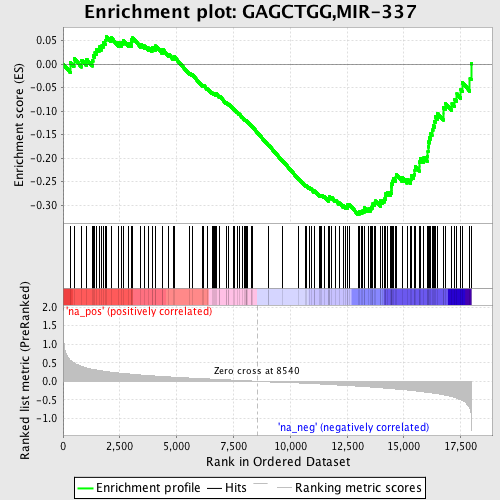 Enrichment plot: GAGCTGG,MIR-337
Enrichment score (ES)
0.05
0.00
-0.05
-0.10
-0.15
-0.20
-0.25
-0.30
Ranked list metric (PreRanked)
2.0
1.5
1.0
0.5
0.0
-0.5
-1.0
'na_pos' (positively correlated)
Zero cross at 8540
'na_neg' (negatively correlated)
0
2,500
5,000
7,500
10,000
12,500
15,000
17,500
Rank in Ordered Dataset
Enrichment profile
Hits
Ranking metric scores